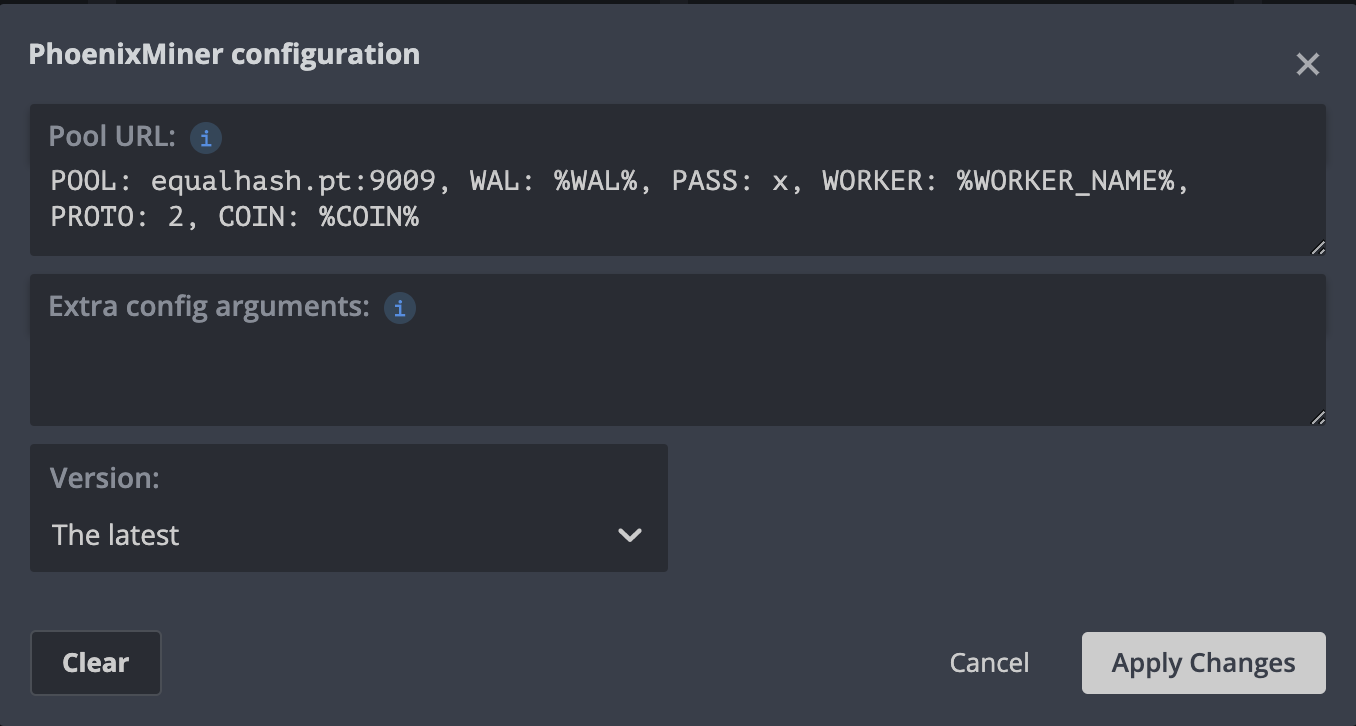 PhoenixMiner configuration
Pool URL: i
POOL: equalhash.pt:9009, WAL: %WAL%, PASS: x, WORKER: %WORKER_NAME%,
PROTO: 2, COIN: %COIN%
Extra config arguments: i
Version:
The latest
Clear
Cancel
Apply Changes